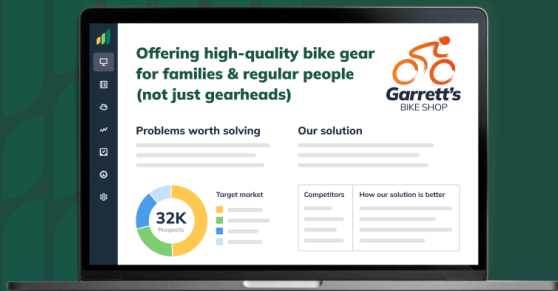 Offering high-quality bike gear
for families & regular people
(not just gearheads)
Garrett's
BIKE SHOP
Problems worth solving
Our solution
32K
Prospects
Target market
Competitors
How our solution is better